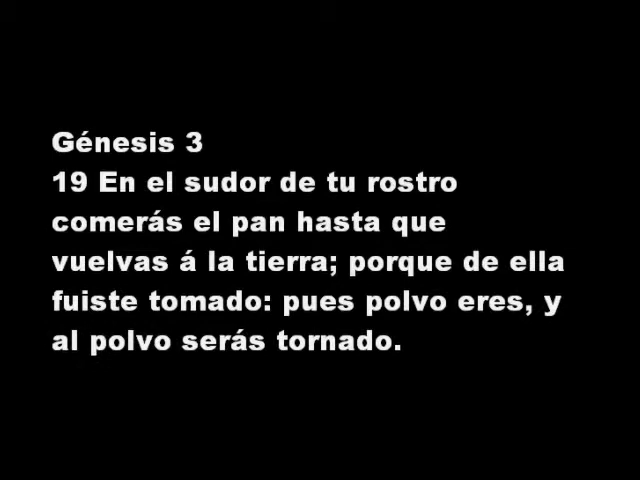 Génesis 3
19 En el sudor de tu rostro
comerás el pan hasta que
vuelvas á la tierra; porque de ella
fuiste tomado: pues polvo eres, y
al polvo serás tornado.